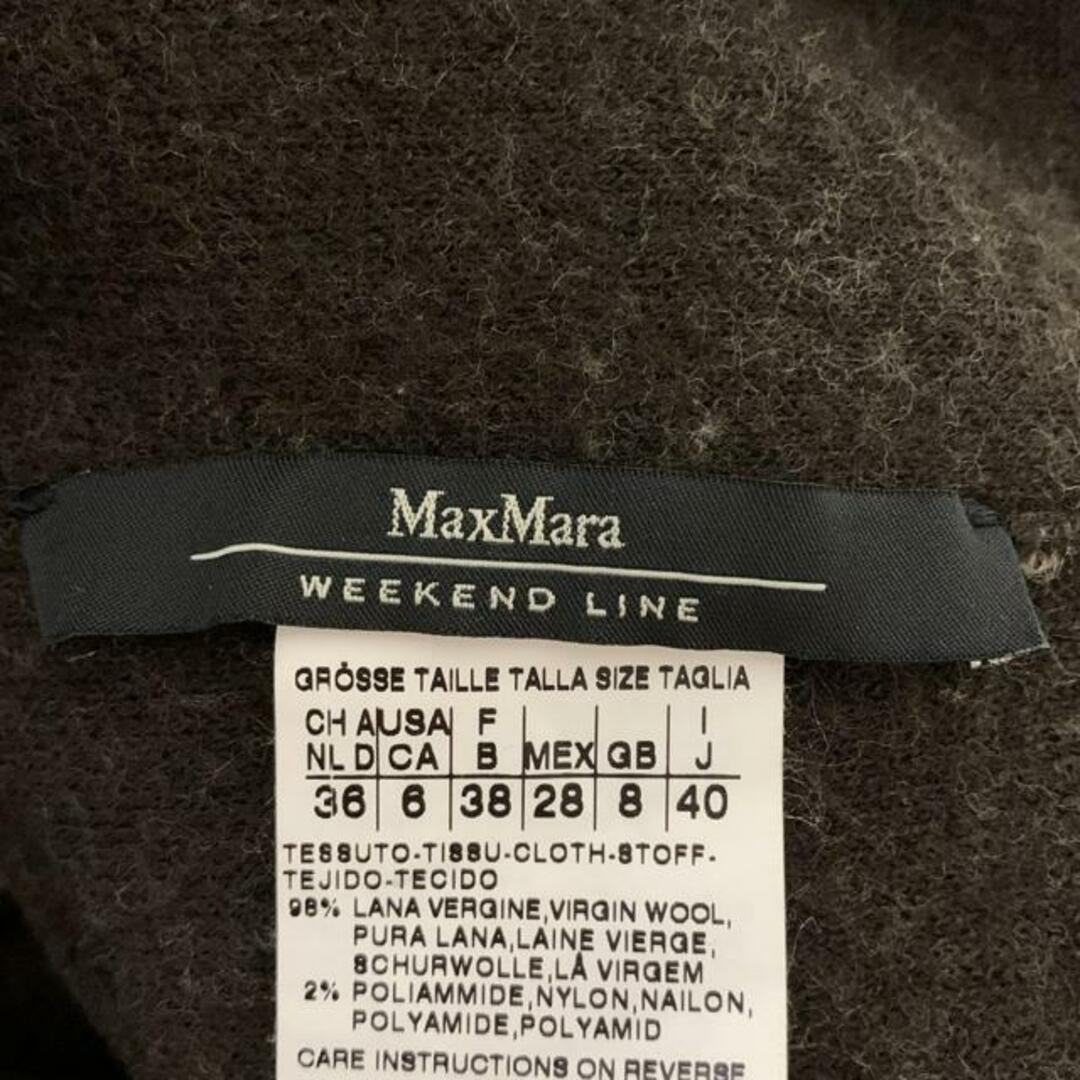 MaxMara
WEEKEND LINE
GRÖSSE TAILLE TALLA SIZE TAGLIA
CH A USA F I
NL D CA B MEX GB J
36 6 38 28 8 40
TESSUTO-TISSU-CLOTH-STOFF-
TEJIDO-TECIDO
98% LANA VERGINE,VIRGIN WOOL,
PURA LANA,LAINE VIERGE,
SCHURWOLLE,LÂ VIRGEM
2% POLIAMMIDE,NYLON,NAILON,
POLYAMIDE,POLYAMID
CARE INSTRUCTIONS ON REVERSE